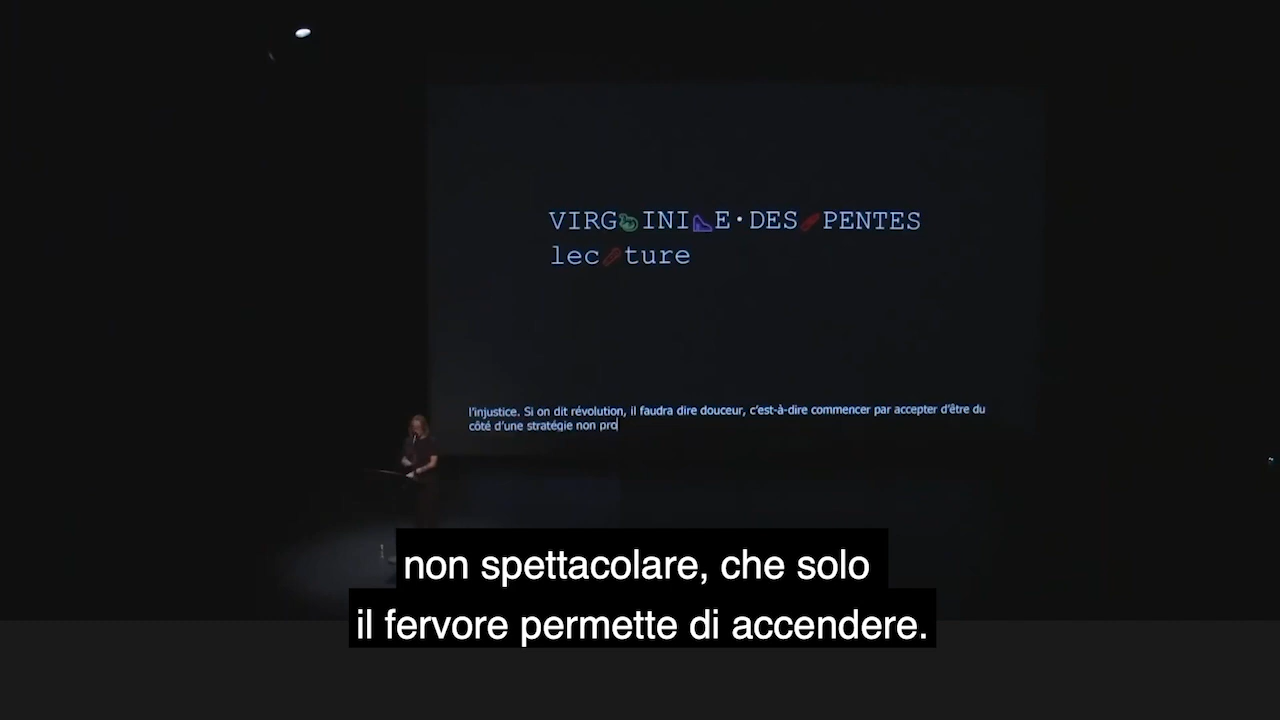 VIRGINIE·DESPENTES
lecture
l'injustice. Si on dit révolution, il faudra dire douceur, c'est-à-dire commencer par accepter d'être du
côté d'une stratégie non pro
non spettacolare, che solo
il fervore permette di accendere.